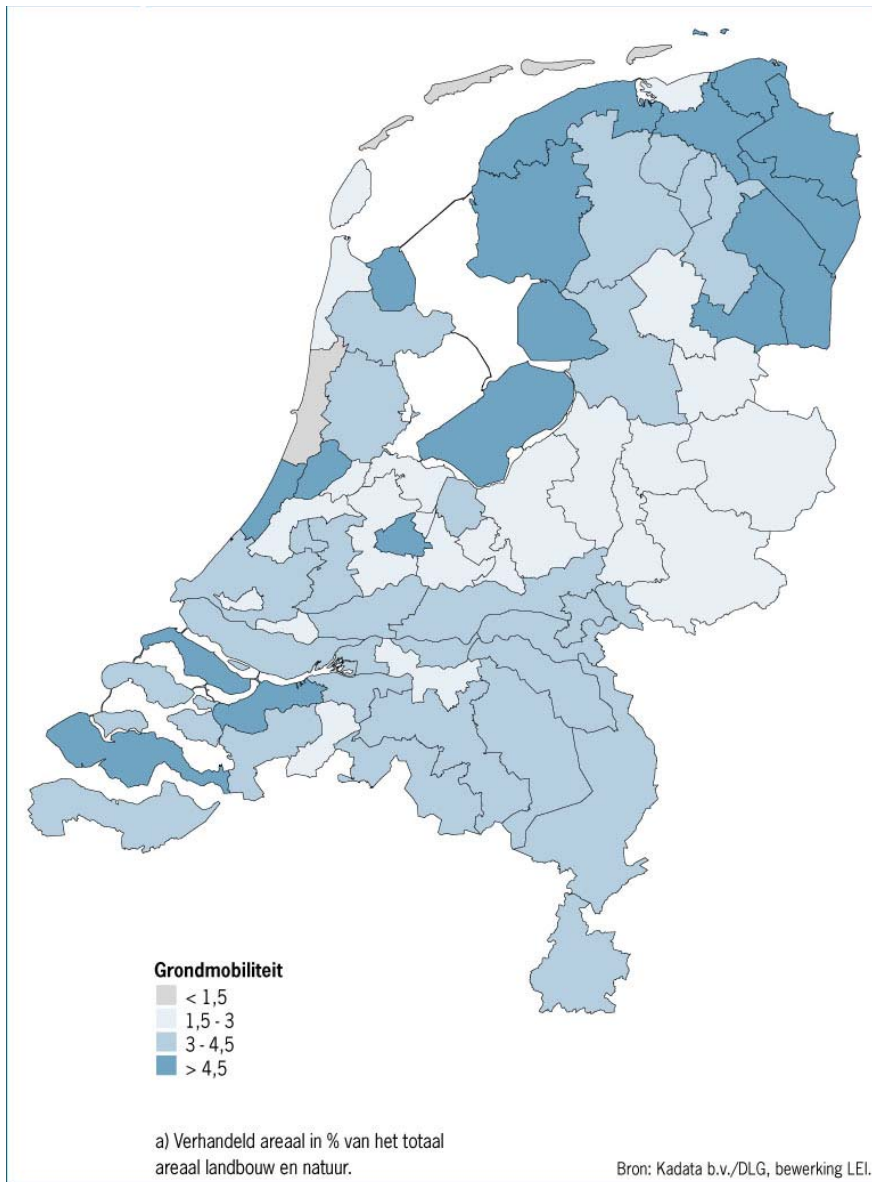 Grondmobiliteit
< 1,5
1,5 - 3
3 - 4,5
> 4,5
a) Verhandeld areaal in % van het totaal
areaal landbouw en natuur.
Bron: Kadata b.v./DLG, bewerking LEI.